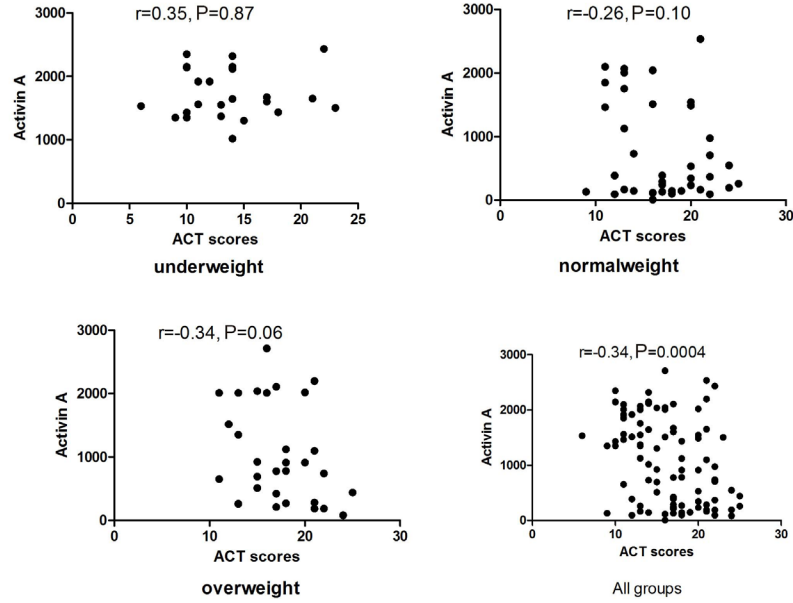 r=0.35, P=0.87
3000
2000
1000
0
Activin A
0 5 10 15 20 25
ACT scores
underweight
r=-0.26, P=0.10
3000
2000
1000
0
Activin A
0 10 20 30
ACT scores
normalweight
r=-0.34, P=0.06
3000
2000
1000
0
Activin A
0 10 20 30
ACT scores
overweight
r=-0.34, P=0.0004
3000
2000
1000
0
Activin A
0 10 20 30
ACT scores
All groups